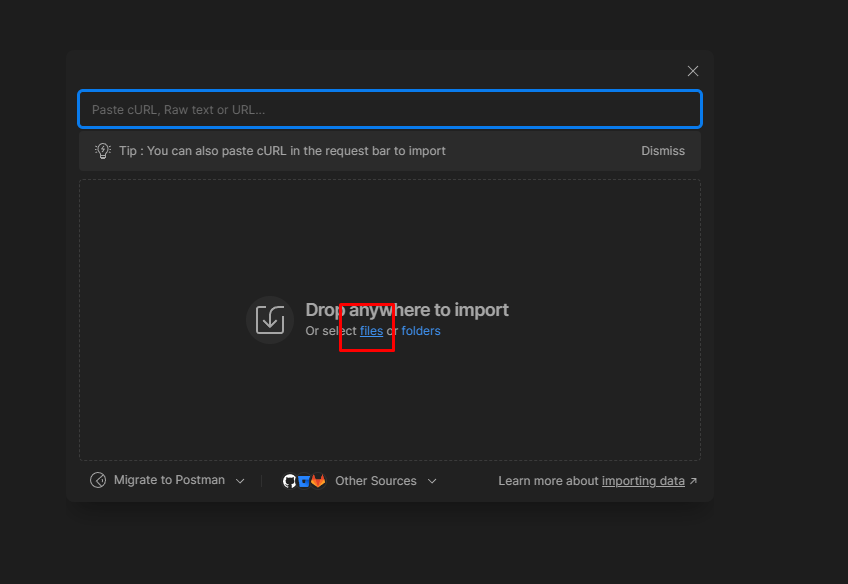 Paste cURL, Raw text or URL...
Tip : You can also paste cURL in the request bar to import
Dismiss
Drop anywhere to import
Or select files or folders
Migrate to Postman
Other Sources
Learn more about importing data ↗